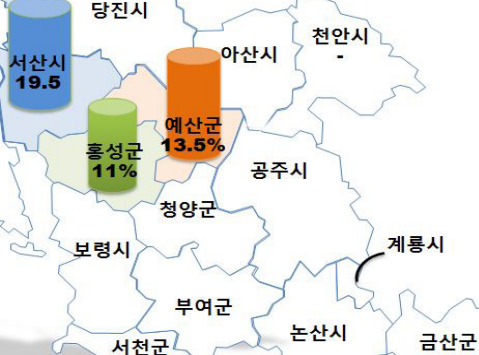 당진시
천안시
-
아산시
서산시
19.5
예산군
13.5%
홍성군
11%
공주시
청양군
보령시
계룡시
부여군
논산시
금산군
서천군